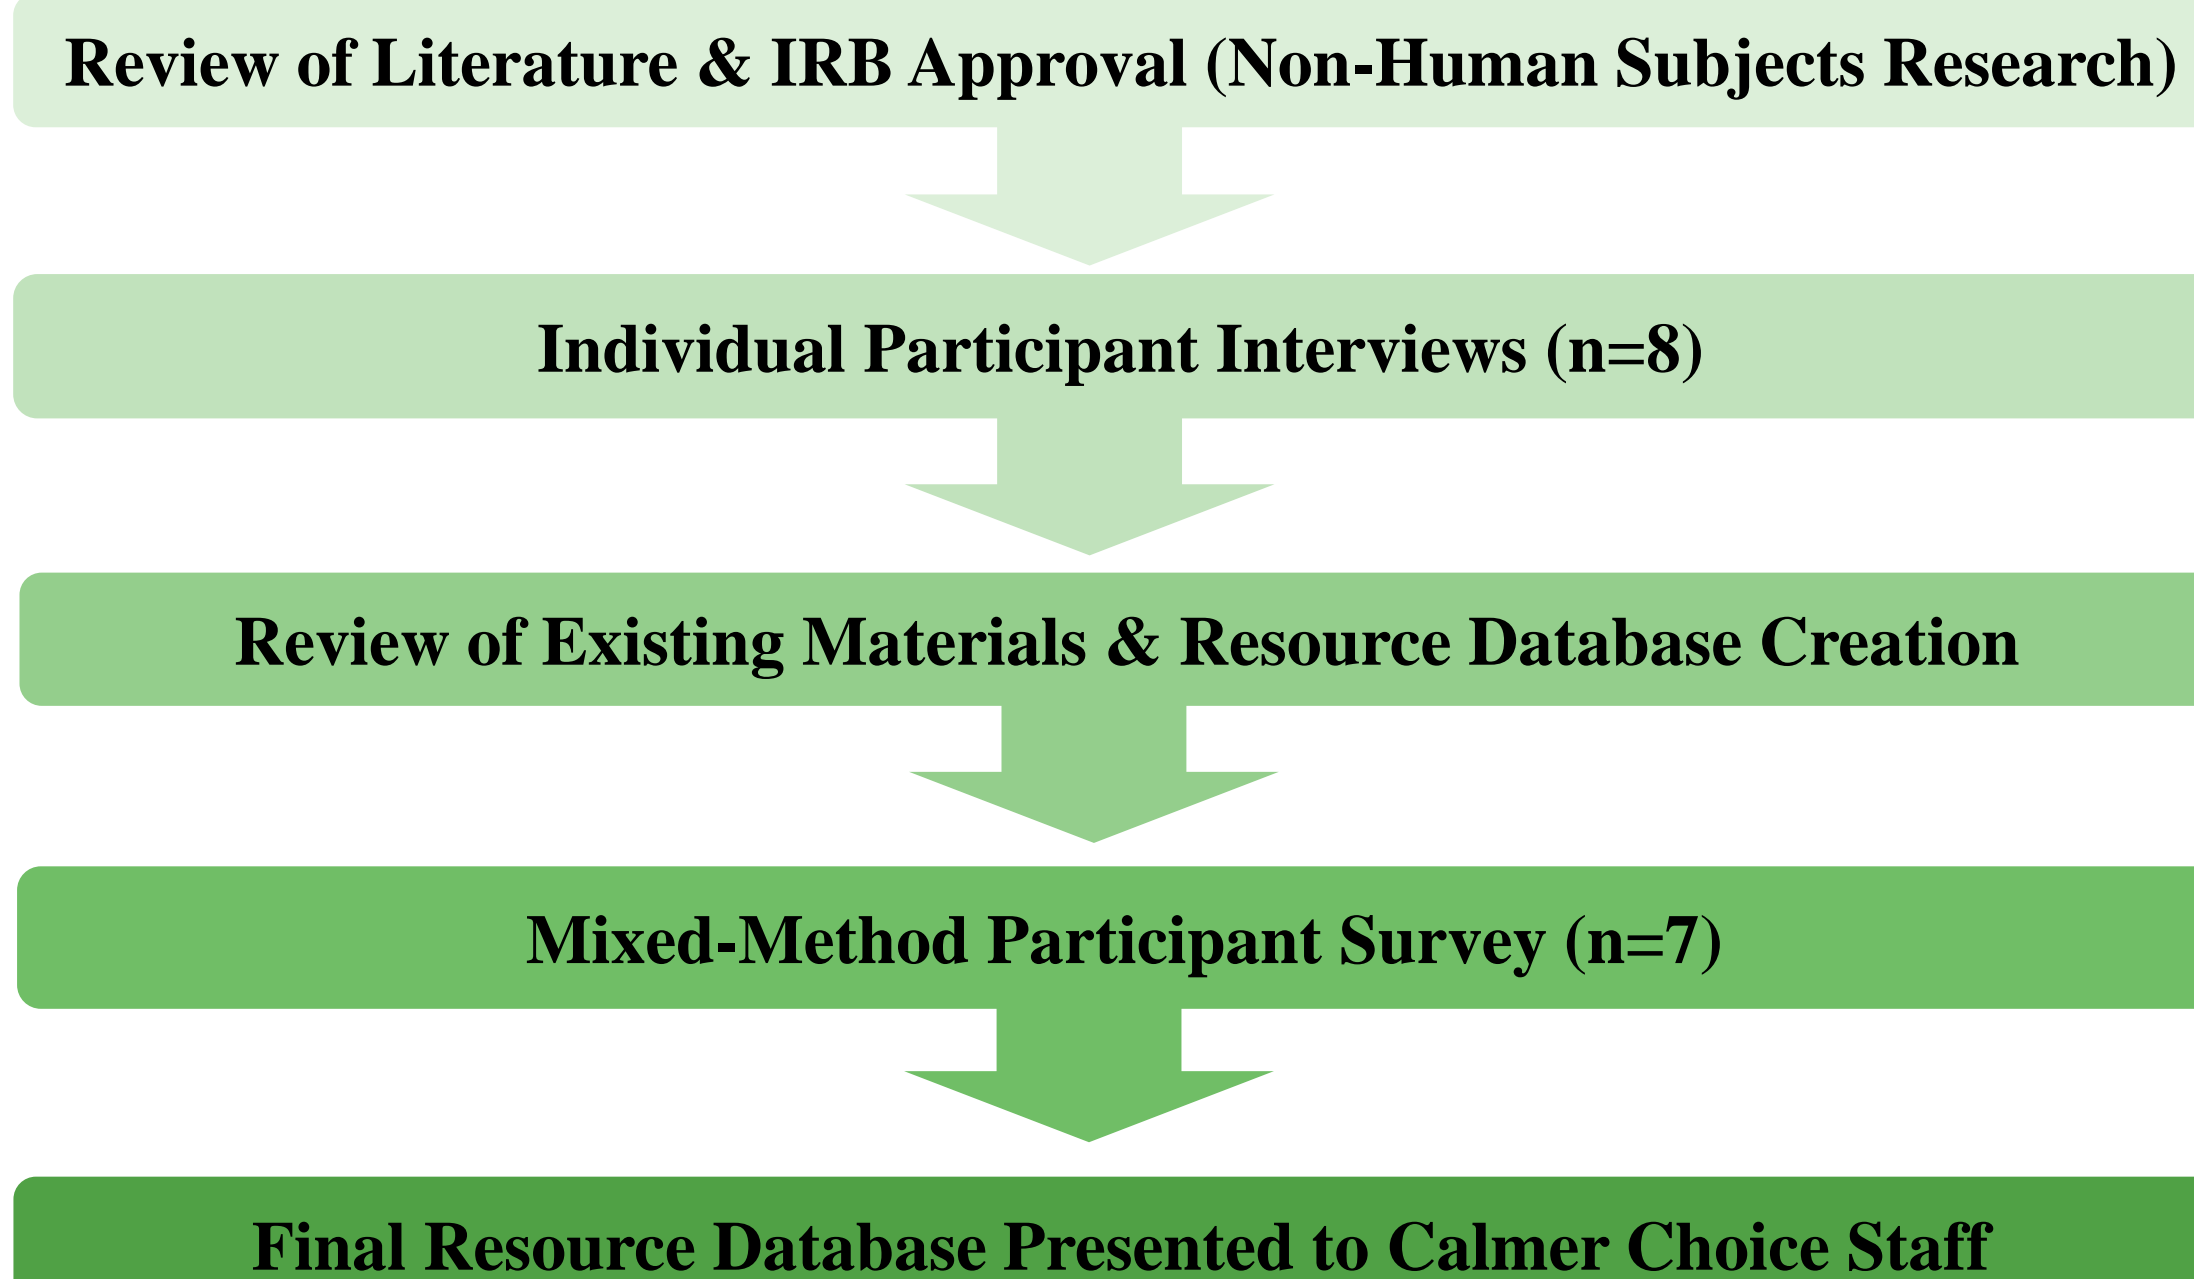 Review of Literature & IRB Approval (Non-Human Subjects Research)
Individual Participant Interviews (n=8)
Review of Existing Materials & Resource Database Creation
Mixed-Method Participant Survey (n=7)
Final Resource Database Presented to Calmer Choice Staff